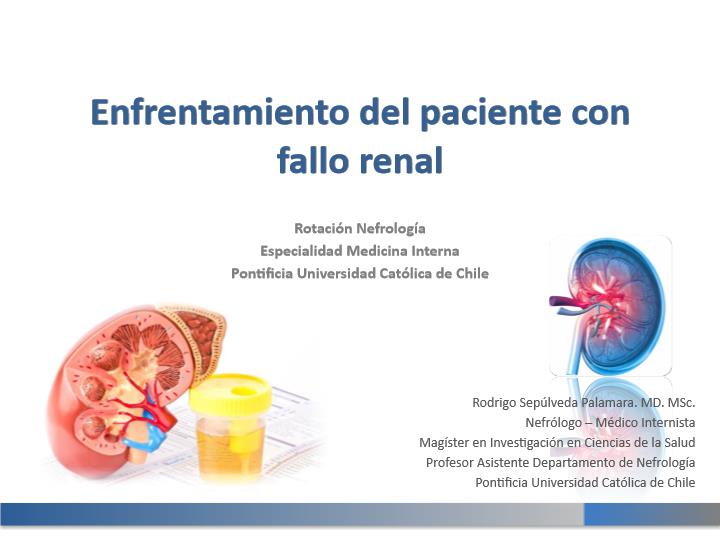 Enfrentamiento del paciente con
fallo renal
Rotación Nefrología
Especialidad Medicina Interna
Pontificia Universidad Católica de Chile
Rodrigo Sepúlveda Palamara. MD. MSc.
Nefrólogo – Médico Internista
Magíster en Investigación en Ciencias de la Salud
Profesor Asistente Departamento de Nefrología
Pontificia Universidad Católica de Chile